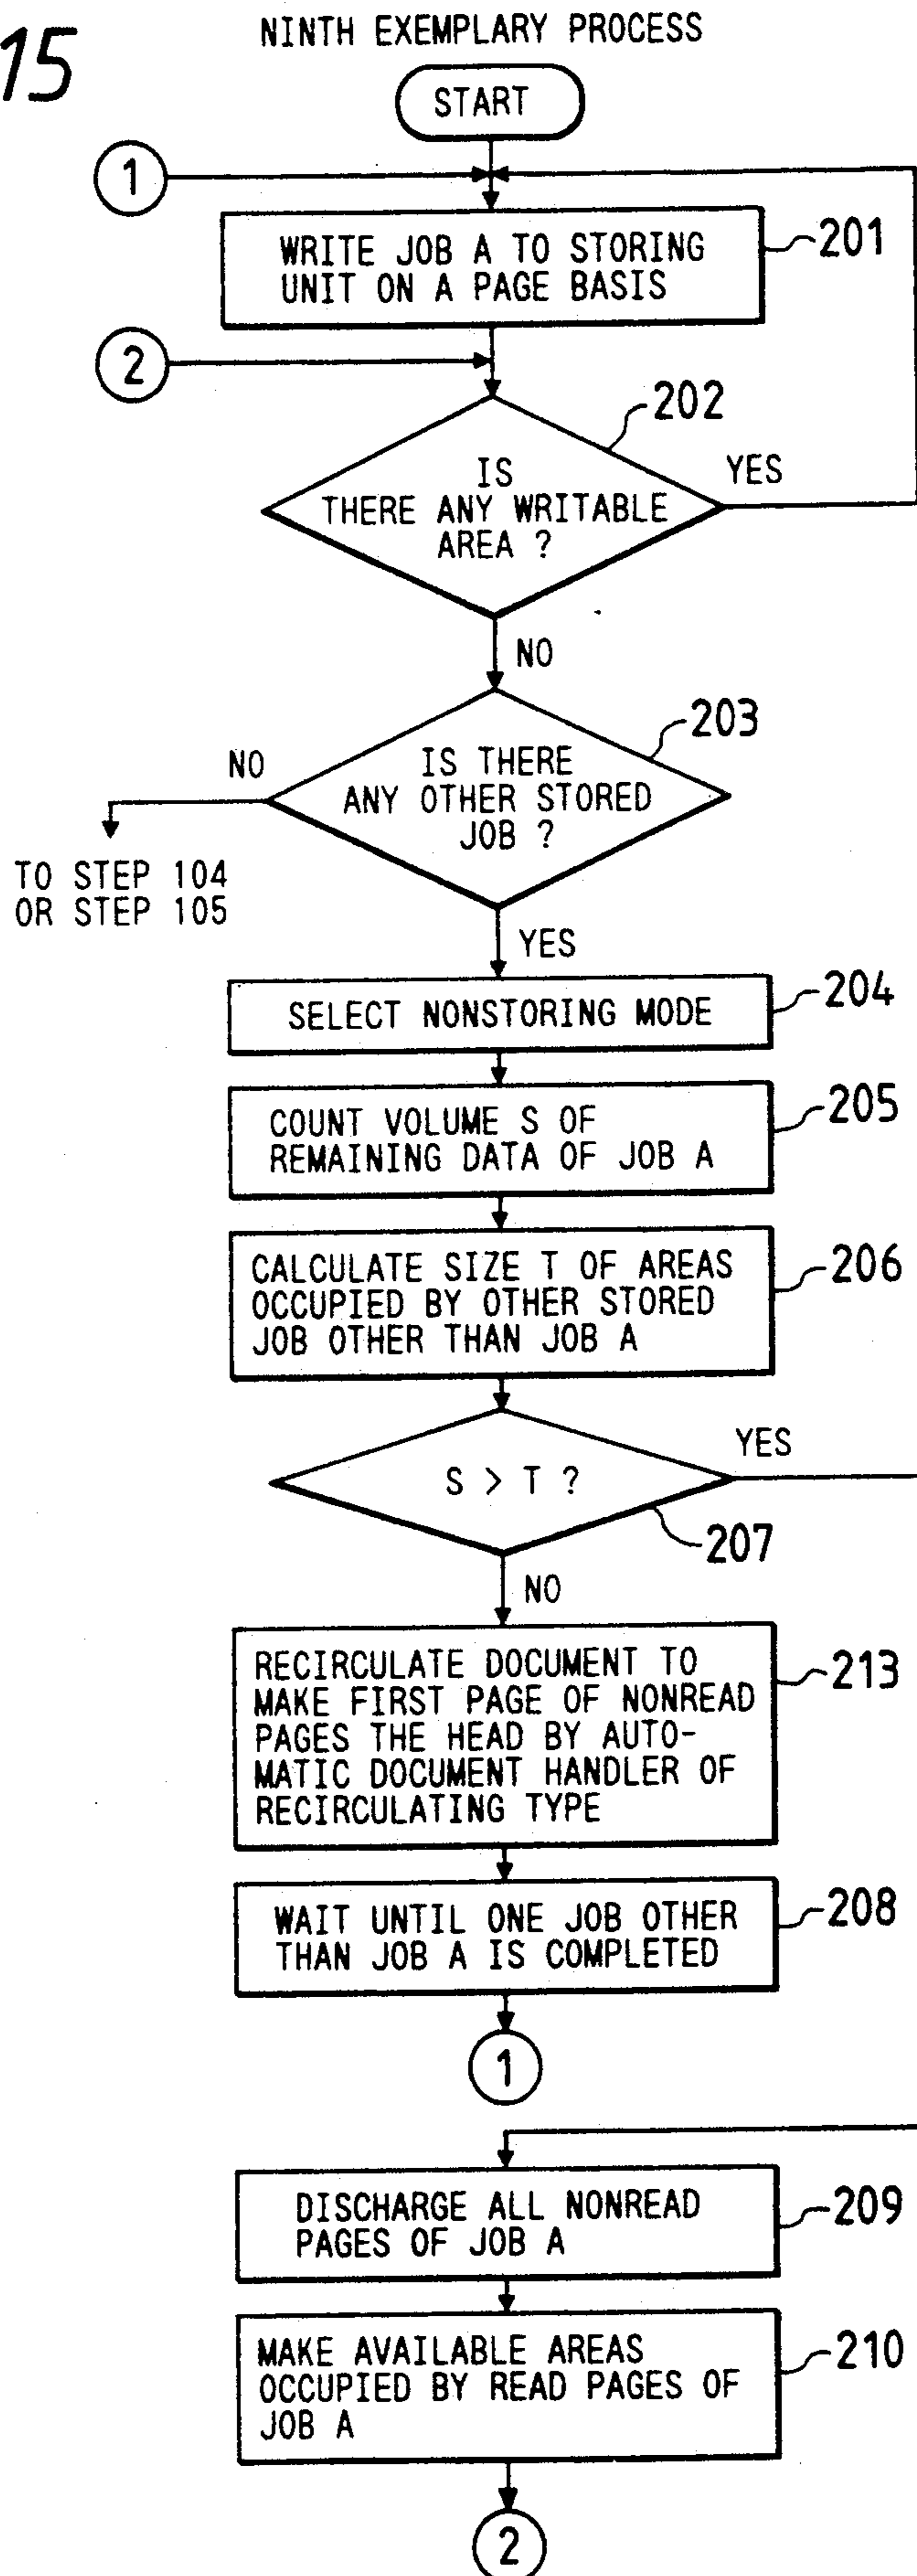 15
NINTH EXEMPLARY PROCESS
START
1
WRITE JOB A TO STORING
UNIT ON A PAGE BASIS
201
2
202
IS
THERE ANY WRITABLE
AREA ?
YES
NO
203
IS THERE
ANY OTHER STORED
JOB ?
NO
TO STEP 104
OR STEP 105
YES
SELECT NONSTORING MODE
204
COUNT VOLUME S OF
REMAINING DATA OF JOB A
205
CALCULATE SIZE T OF AREAS
OCCUPIED BY OTHER STORED
JOB OTHER THAN JOB A
206
S > T ?
YES
207
NO
RECIRCULATE DOCUMENT TO
MAKE FIRST PAGE OF NONREAD
PAGES THE HEAD BY AUTO-
MATIC DOCUMENT HANDLER OF
RECIRCULATING TYPE
213
WAIT UNTIL ONE JOB OTHER
THAN JOB A IS COMPLETED
208
1
DISCHARGE ALL NONREAD
PAGES OF JOB A
209
MAKE AVAILABLE AREAS
OCCUPIED BY READ PAGES OF
JOB A
210
2